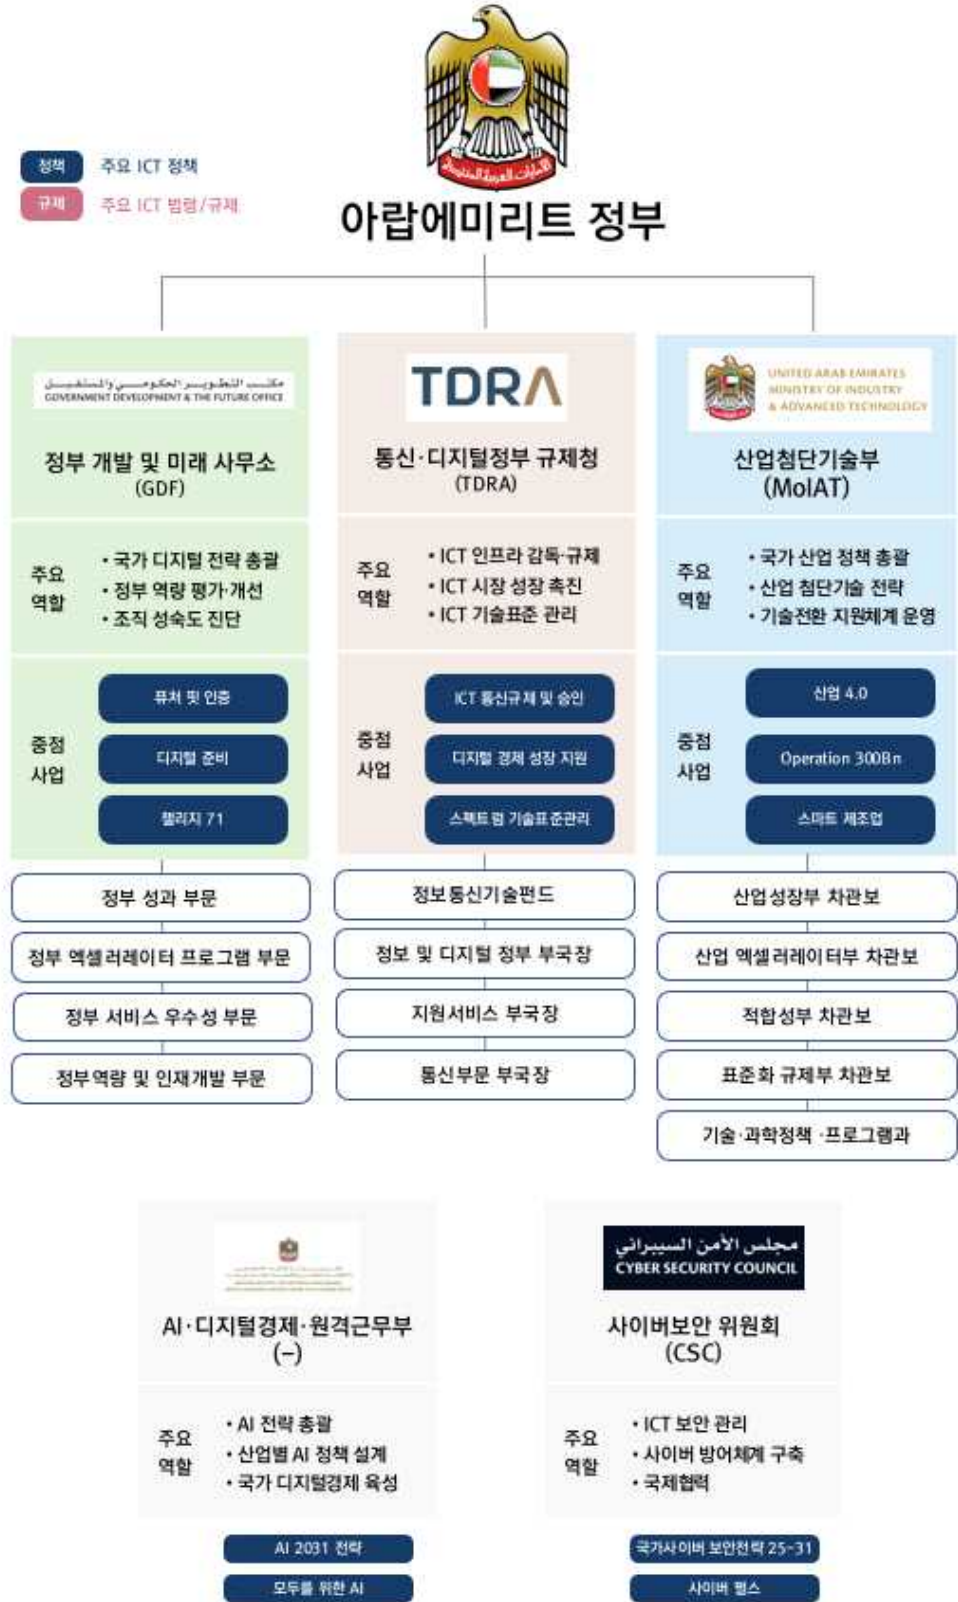 الإمارات العربية المتحدة
정책 주요 ICT 정책
규제 주요 ICT 법령/규제
아랍에미리트 정부
مكتب التطوير الحكومي والمستقبل
GOVERNMENT DEVELOPMENT & THE FUTURE OFFICE
정부 개발 및 미래 사무소
(GDF)
주요
역할
• 국가 디지털 전략 총괄
• 정부 역량 평가·개선
• 조직 성숙도 진단
중점
사업
퓨처 핏 인증
디지털 준비
챌리지 71
정부 성과 부문
정부 엑셀러레이터 프로그램 부문
정부 서비스 우수성 부문
정부역량 및 인재개발 부문
TDRA
통신·디지털정부 규제청
(TDRA)
주요
역할
• ICT 인프라 감독·규제
• ICT 시장 성장 촉진
• ICT 기술표준 관리
중점
사업
ICT 통신규제 및 승인
디지털 경제 성장 지원
스펙트럼 기술표준관리
정보통신기술펀드
정보 및 디지털 정부 부국장
지원서비스 부국장
통신부문 부국장
UNITED ARAB EMIRATES
MINISTRY OF INDUSTRY
& ADVANCED TECHNOLOGY
산업첨단기술부
(MoIAT)
주요
역할
• 국가 산업 정책 총괄
• 산업 첨단기술 전략
• 기술전환 지원체계 운영
중점
사업
산업 4.0
Operation 300Bn
스마트 제조업
산업성장부 차관보
산업 엑셀러레이터부 차관보
적합성부 차관보
표준화 규제부 차관보
기술·과학정책·프로그램과
AI·디지털경제·원격근무부
(–)
주요
역할
• AI 전략 총괄
• 산업별 AI 정책 설계
• 국가 디지털경제 육성
AI 2031 전략
모두를 위한 AI
مجلس الأمن السيبراني
CYBER SECURITY COUNCIL
사이버보안 위원회
(CSC)
주요
역할
• ICT 보안 관리
• 사이버 방어체계 구축
• 국제협력
국가사이버 보안전략 25-31
사이버 펄스